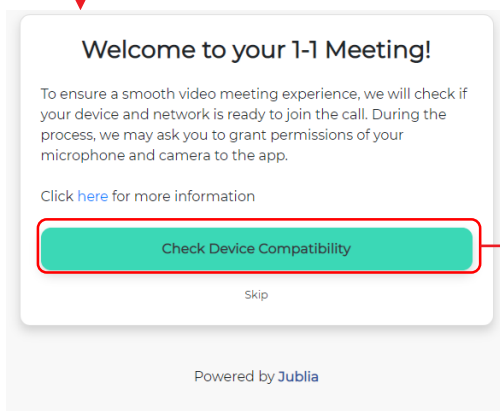 Welcome to your 1-1 Meeting!
To ensure a smooth video meeting experience, we will check if
your device and network is ready to join the call. During the
process, we may ask you to grant permissions of your
microphone and camera to the app.
Click here for more information
Check Device Compatibility
Skip
Powered by Jublia